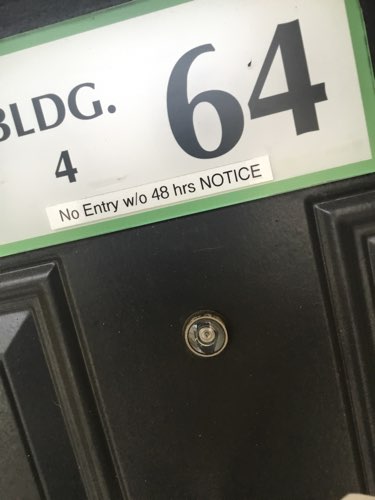 BLDG. 64
4
No Entry w/o 48 hrs NOTICE